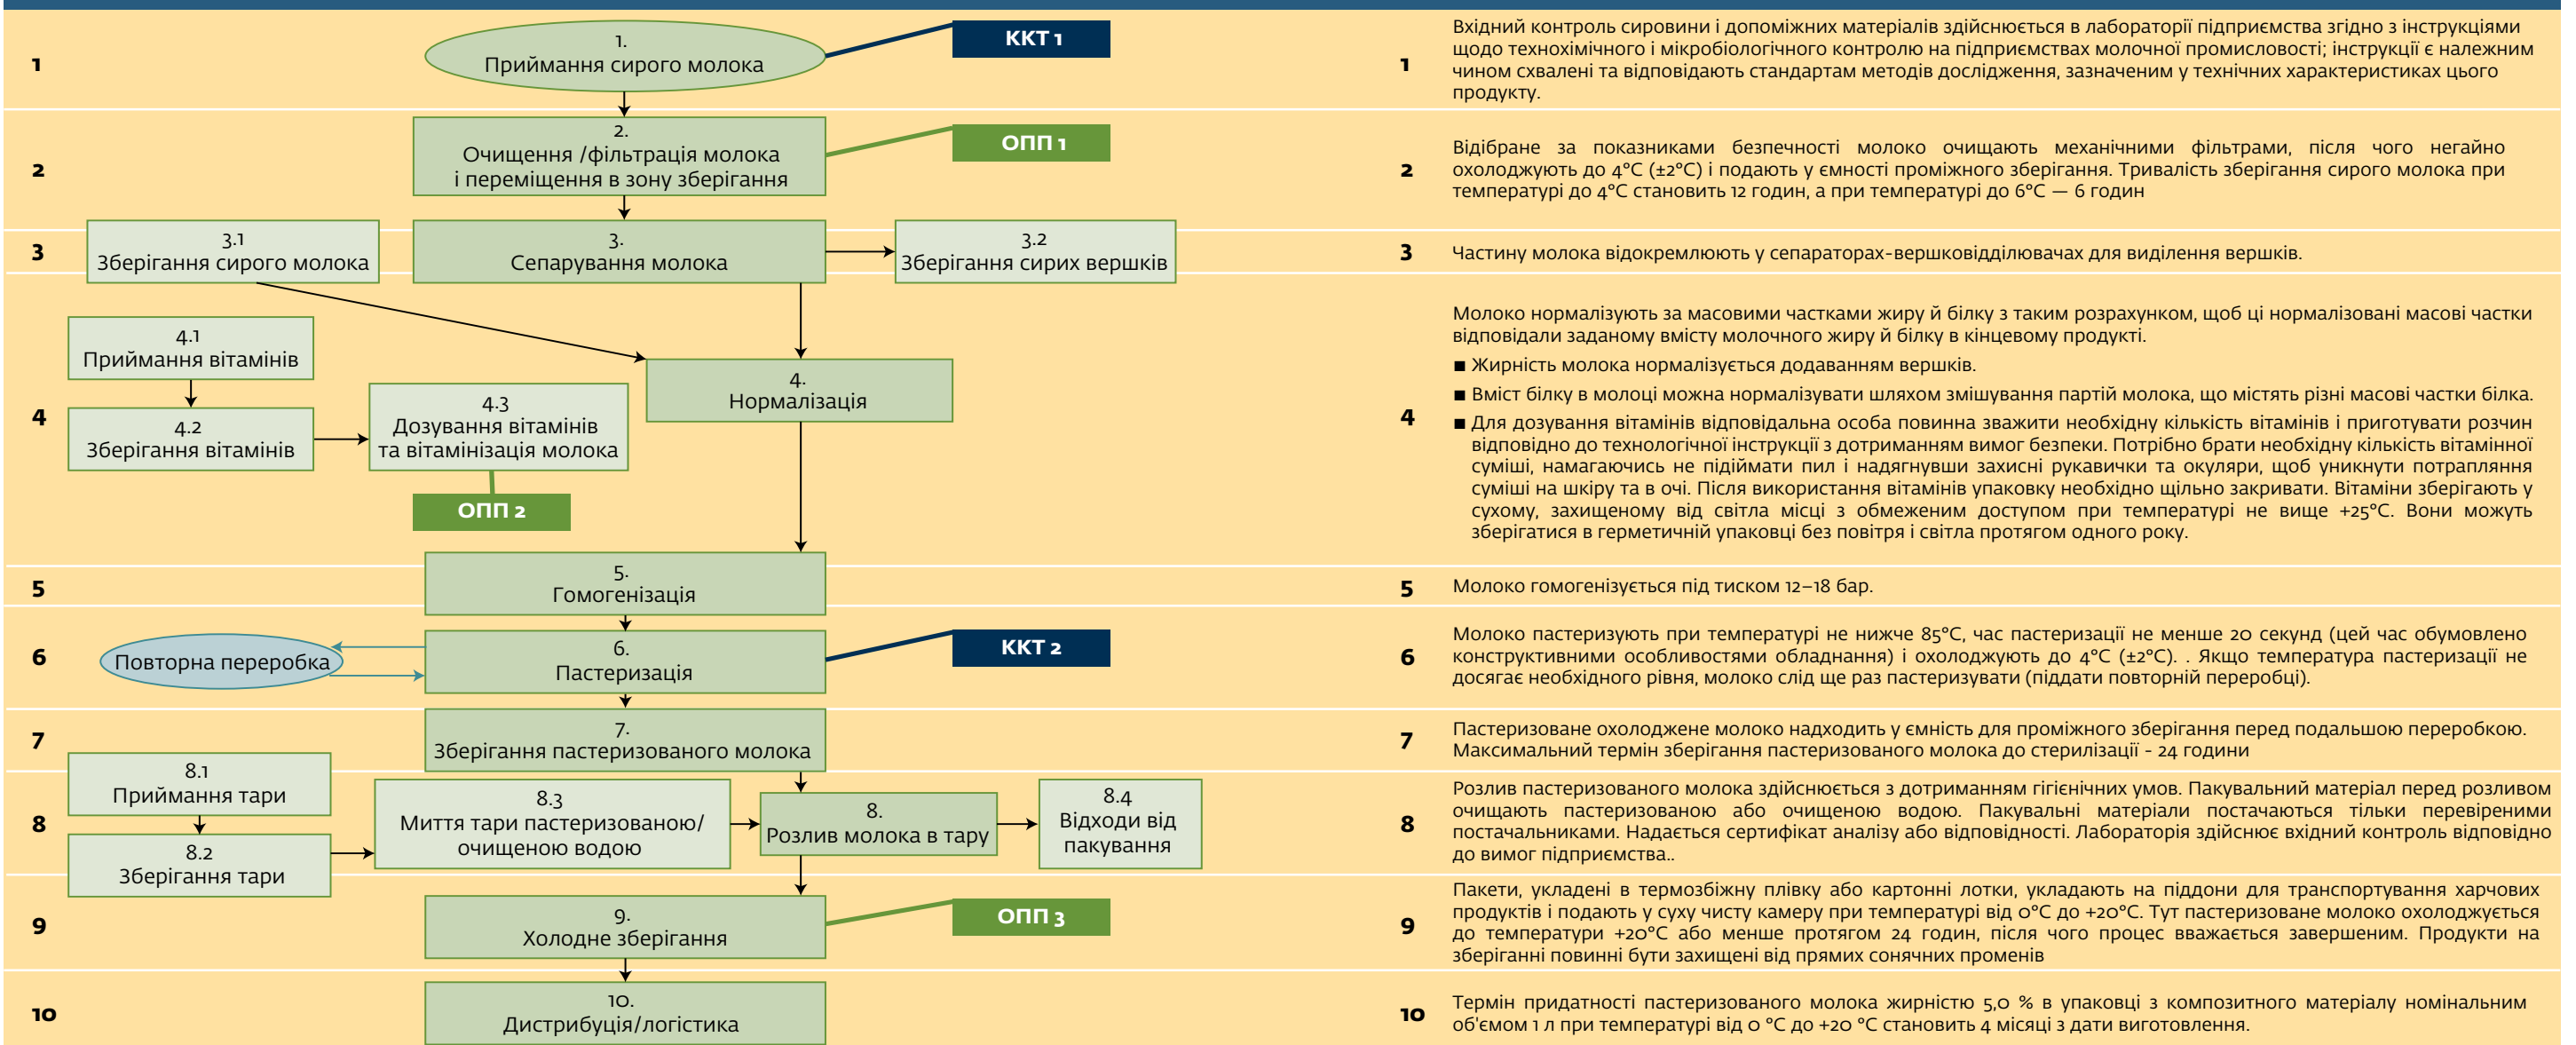 1
1.
Приймання сирого молока
ККТ 1
1
Вхідний контроль сировини і допоміжних матеріалів здійснюється в лабораторії підприємства згідно з інструкціями
щодо технохімічного і мікробіологічного контролю на підприємствах молочної промисловості; інструкції є належним
чином схвалені та відповідають стандартам методів дослідження, зазначеним у технічних характеристиках цього
продукту.
2
2.
Очищення /фільтрація молока
і переміщення в зону зберігання
ОПП 1
2
Відібране за показниками безпечності молоко очищають механічними фільтрами, після чого негайно
охолоджують до 4°C (±2°C) і подають у ємності проміжного зберігання. Тривалість зберігання сирого молока при
температурі до 4°C становить 12 годин, а при температурі до 6°C — 6 годин
3
3.1
Зберігання сирого молока
3.
Сепарування молока
3.2
Зберігання сирих вершків
3
Частину молока відокремлюють у сепараторах-вершковідділювачах для виділення вершків.
4
4.1
Приймання вітамінів
4.2
Зберігання вітамінів
4.3
Дозування вітамінів
та вітамінізація молока
ОПП 2
4.
Нормалізація
4
Молоко нормалізують за масовими частками жиру й білку з таким розрахунком, щоб ці нормалізовані масові частки
відповідали заданому вмісту молочного жиру й білку в кінцевому продукті.
■ Жирність молока нормалізується додаванням вершків.
■ Вміст білку в молоці можна нормалізувати шляхом змішування партій молока, що містять різні масові частки білка.
■ Для дозування вітамінів відповідальна особа повинна зважити необхідну кількість вітамінів і приготувати розчин
відповідно до технологічної інструкції з дотриманням вимог безпеки. Потрібно брати необхідну кількість вітамінної
суміші, намагаючись не підіймати пил і надягнувши захисні рукавички та окуляри, щоб уникнути потрапляння
суміші на шкіру та в очі. Після використання вітамінів упаковку необхідно щільно закривати. Вітаміни зберігають у
сухому, захищеному від світла місці з обмеженим доступом при температурі не вище +25°C. Вони можуть
зберігатися в герметичній упаковці без повітря і світла протягом одного року.
5
5.
Гомогенізація
5
Молоко гомогенізується під тиском 12–18 бар.
6
Повторна переробка
6.
Пастеризація
ККТ 2
6
Молоко пастеризують при температурі не нижче 85°C, час пастеризації не менше 20 секунд (цей час обумовлено
конструктивними особливостями обладнання) і охолоджують до 4°C (±2°C). . Якщо температура пастеризації не
досягає необхідного рівня, молоко слід ще раз пастеризувати (піддати повторній переробці).
7
7.
Зберігання пастеризованого молока
7
Пастеризоване охолоджене молоко надходить у ємність для проміжного зберігання перед подальшою переробкою.
Максимальний термін зберігання пастеризованого молока до стерилізації - 24 години
8
8.1
Приймання тари
8.2
Зберігання тари
8.3
Миття тари пастеризованою/
очищеною водою
8.
Розлив молока в тару
8.4
Відходи від
пакування
8
Розлив пастеризованого молока здійснюється з дотриманням гігієнічних умов. Пакувальний матеріал перед розливом
очищають пастеризованою або очищеною водою. Пакувальні матеріали постачаються тільки перевіреними
постачальниками. Надається сертифікат аналізу або відповідності. Лабораторія здійснює вхідний контроль відповідно
до вимог підприємства..
9
9.
Холодне зберігання
ОПП 3
9
Пакети, укладені в термозбіжну плівку або картонні лотки, укладають на піддони для транспортування харчових
продуктів і подають у суху чисту камеру при температурі від 0°C до +20°C. Тут пастеризоване молоко охолоджується
до температури +20°C або менше протягом 24 годин, після чого процес вважається завершеним. Продукти на
зберіганні повинні бути захищені від прямих сонячних променів
10
10.
Дистрибуція/логістика
10
Термін придатності пастеризованого молока жирністю 5,0 % в упаковці з композитного матеріалу номінальним
об'ємом 1 л при температурі від 0 °C до +20 °C становить 4 місяці з дати виготовлення.